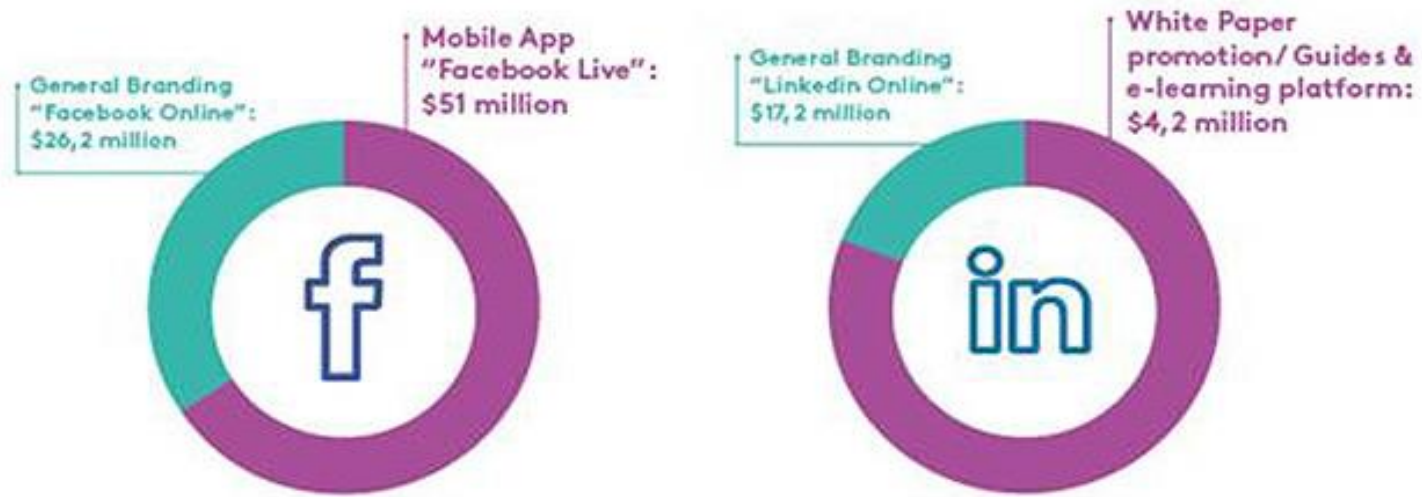 General Branding
"Facebook Online":
$26,2 million
Mobile App
"Facebook Live":
$51 million
f
General Branding
"Linkedin Online":
$17,2 million
White Paper
promotion/ Guides &
e-learning platform:
$4,2 million
in